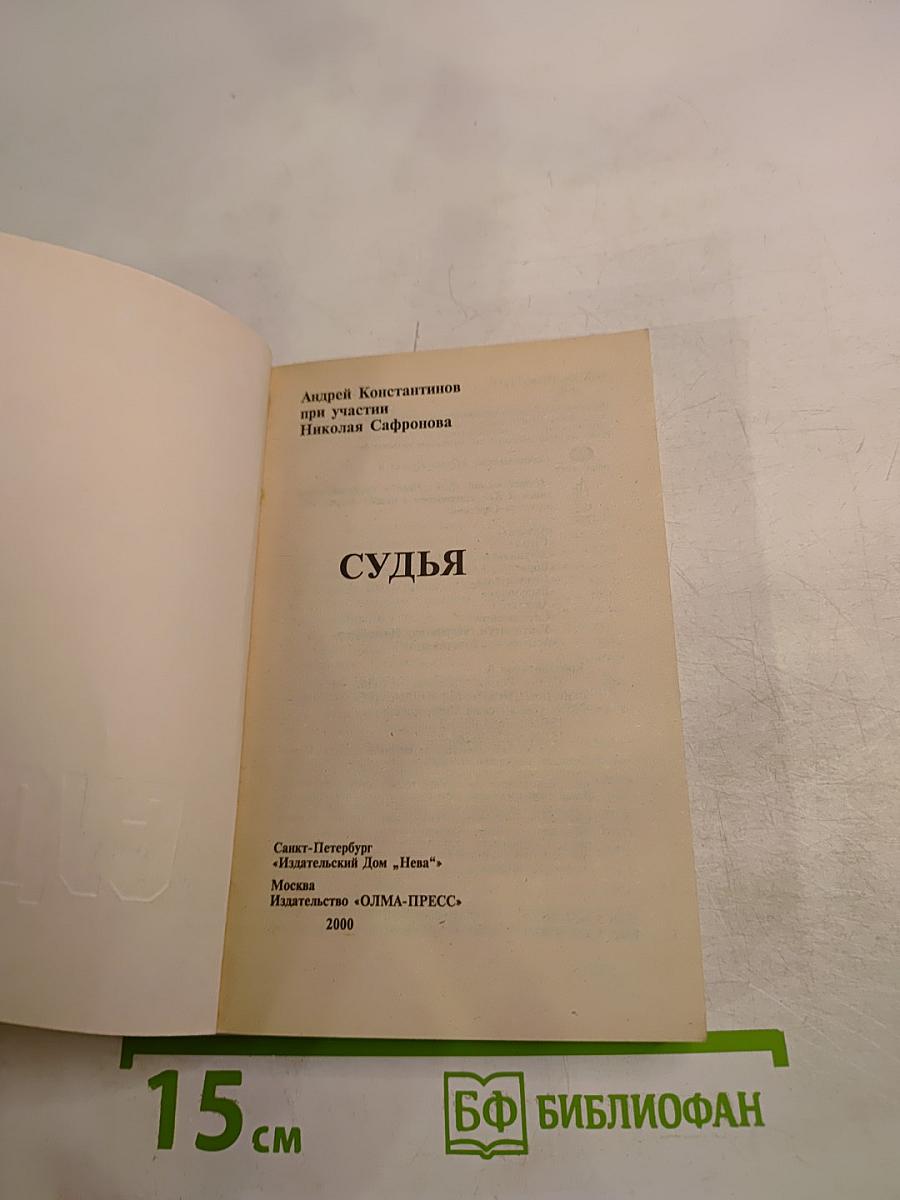 Андрей Константинов
при участии
Николая Сафронова
СУДЬЯ
Санкт-Петербург
«Издательский Дом „Нева“»
Москва
Издательство «ОЛМА-ПРЕСС»
2000
15 см
БФ БИБЛИОФАН